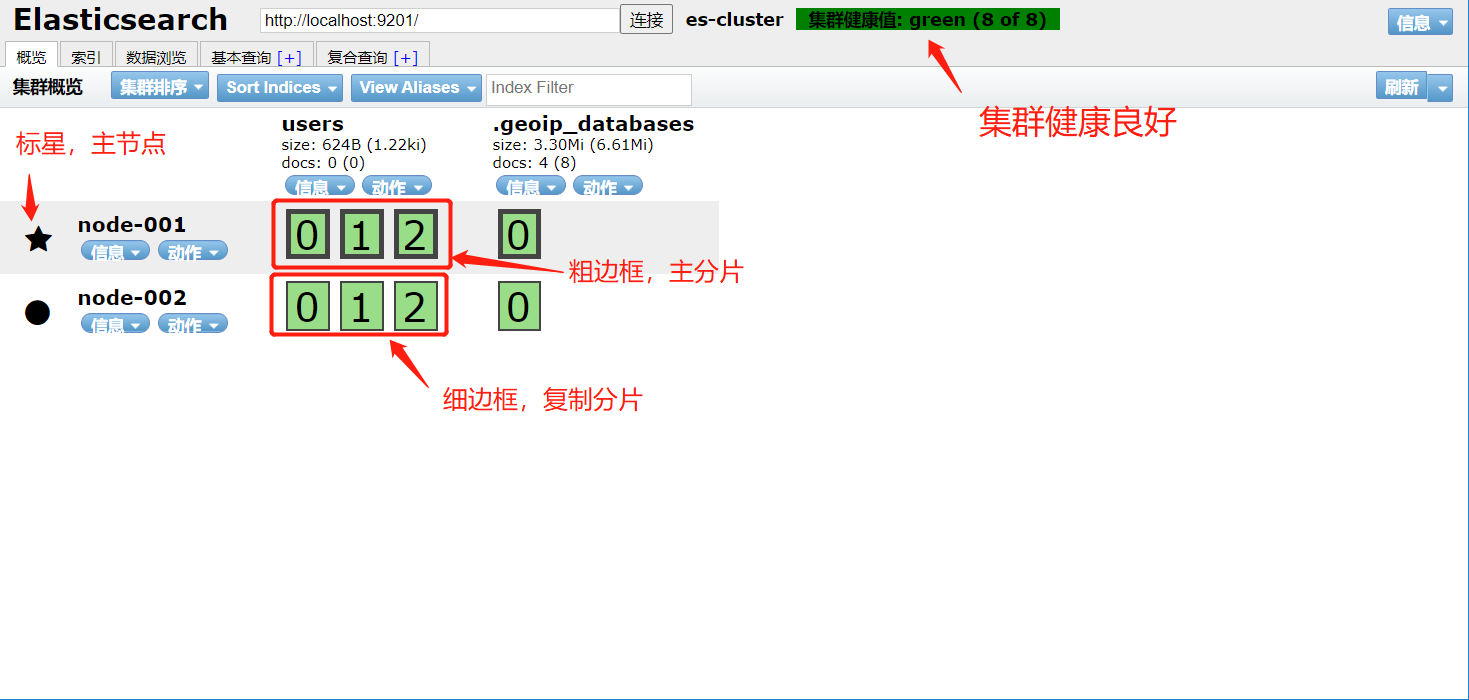 Elasticsearch http://localhost:9201/ 连接 es-cluster 集群健康值: green (8 of 8) 信息
概览 索引 数据浏览 基本查询 [+] 复合查询 [+]
集群概览 集群排序 Sort Indices View Aliases Index Filter 刷新
集群健康良好
标星，主节点
users .geoip_databases
size: 624B (1.22ki) size: 3.30Mi (6.61Mi)
docs: 0 (0) docs: 4 (8)
信息 动作 信息 动作
node-001 0 1 2 0
信息 动作
粗边框，主分片
node-002 0 1 2 0
信息 动作
细边框，复制分片